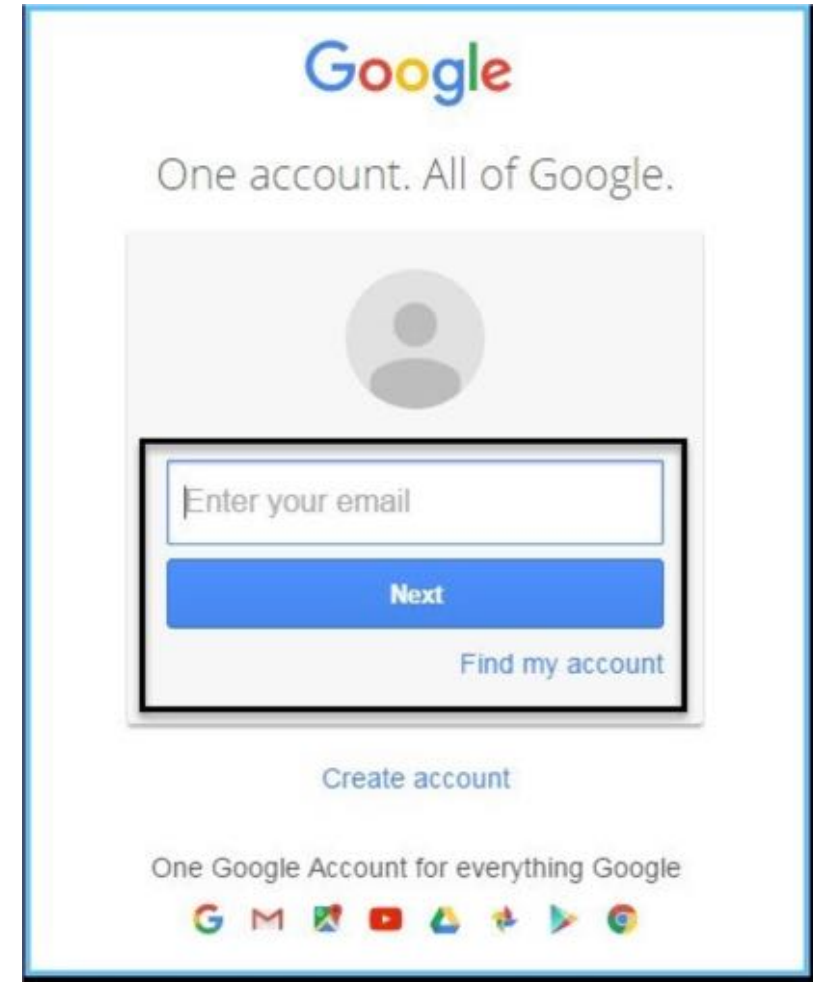 Google
One account. All of Google.
Enter your email
Next
Find my account
Create account
One Google Account for everything Google